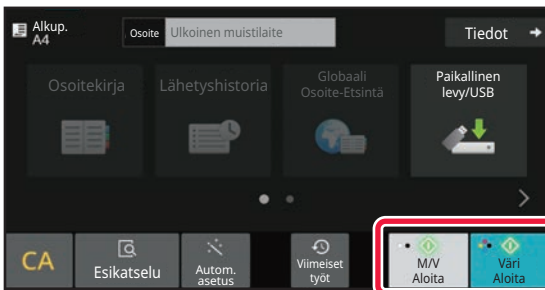 Alkup.
A4
Osoite
Ulkoinen muistilaite
Tiedot
Osoitekirja
Lähetyshistoria
Globaali
Osoite-Etsintä
Paikallinen
levy/USB
CA
Esikatselu
Autom.
asetus
Viimeiset
työt
M/V
Aloita
Väri
Aloita